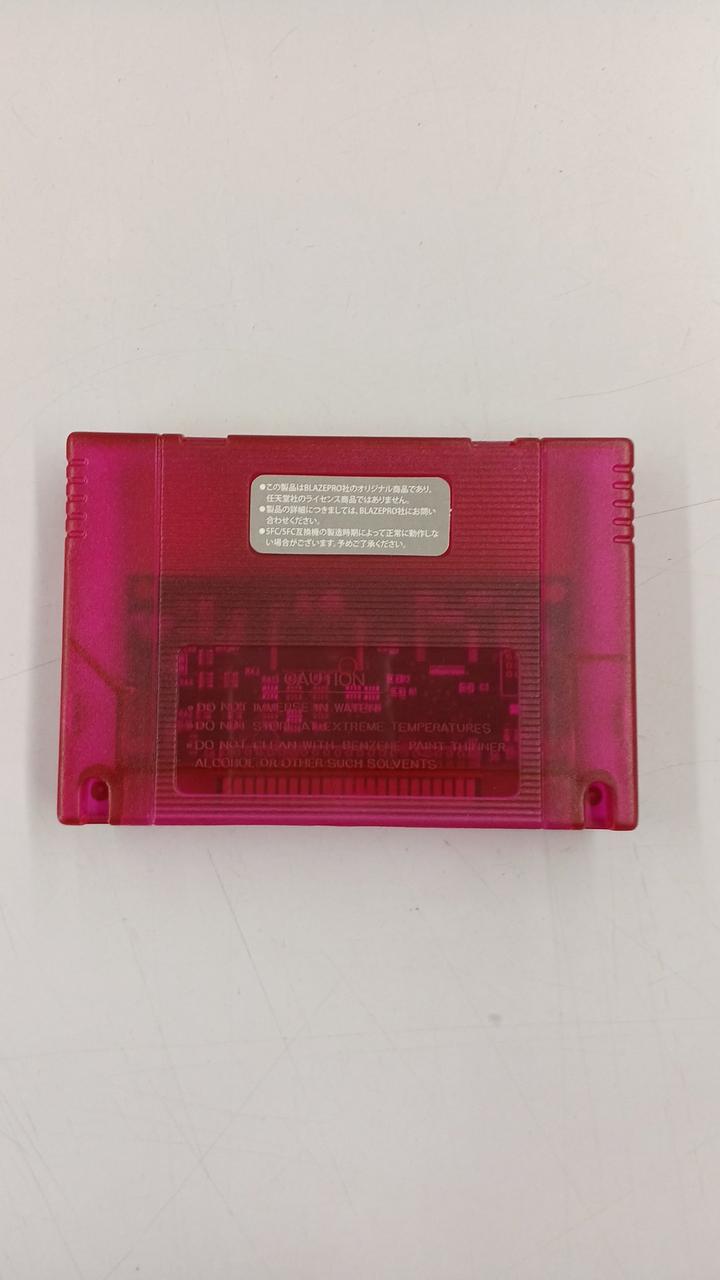 ●この製品はBLAZEPRO社のオリジナル商品であり、
任天堂社のライセンス商品ではありません。
●製品の詳細につきましては、BLAZEPRO社にお問い
合わせください。
●SFC/SFC互換機の製造時期によって正常に動作しな
い場合がございます。予めご了承ください。
CAUTION
●DO NOT IMMERSE IN WATER!
●DO NOT STORE AT EXTREME TEMPERATURES
●DO NOT CLEAN WITH BENZENE PAINT THINNER
ALCOHOL OR OTHER SUCH SOLVENTS